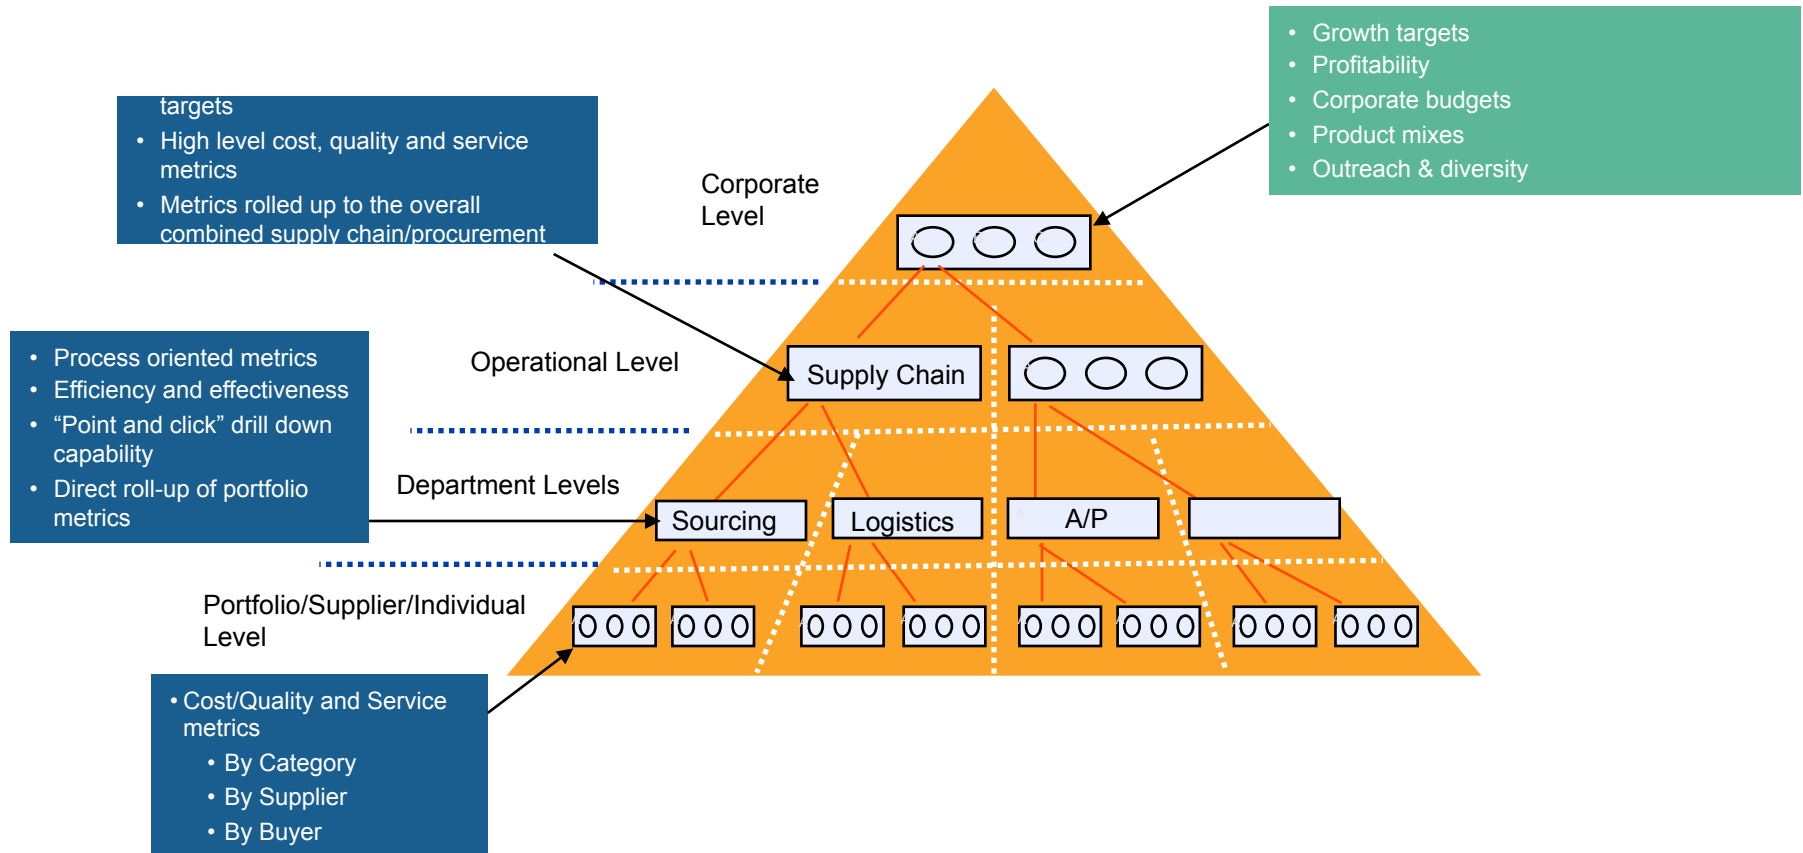 • Growth targets
• Profitability
• Corporate budgets
• Product mixes
• Outreach & diversity
targets
• High level cost, quality and service
metrics
• Metrics rolled up to the overall
combined supply chain/procurement
Corporate
Level
• Process oriented metrics
• Efficiency and effectiveness
• “Point and click” drill down
capability
• Direct roll-up of portfolio
metrics
Operational Level
Supply Chain
Department Levels
Sourcing
Logistics
A/P
Portfolio/Supplier/Individual
Level
• Cost/Quality and Service
metrics
• By Category
• By Supplier
• By Buyer